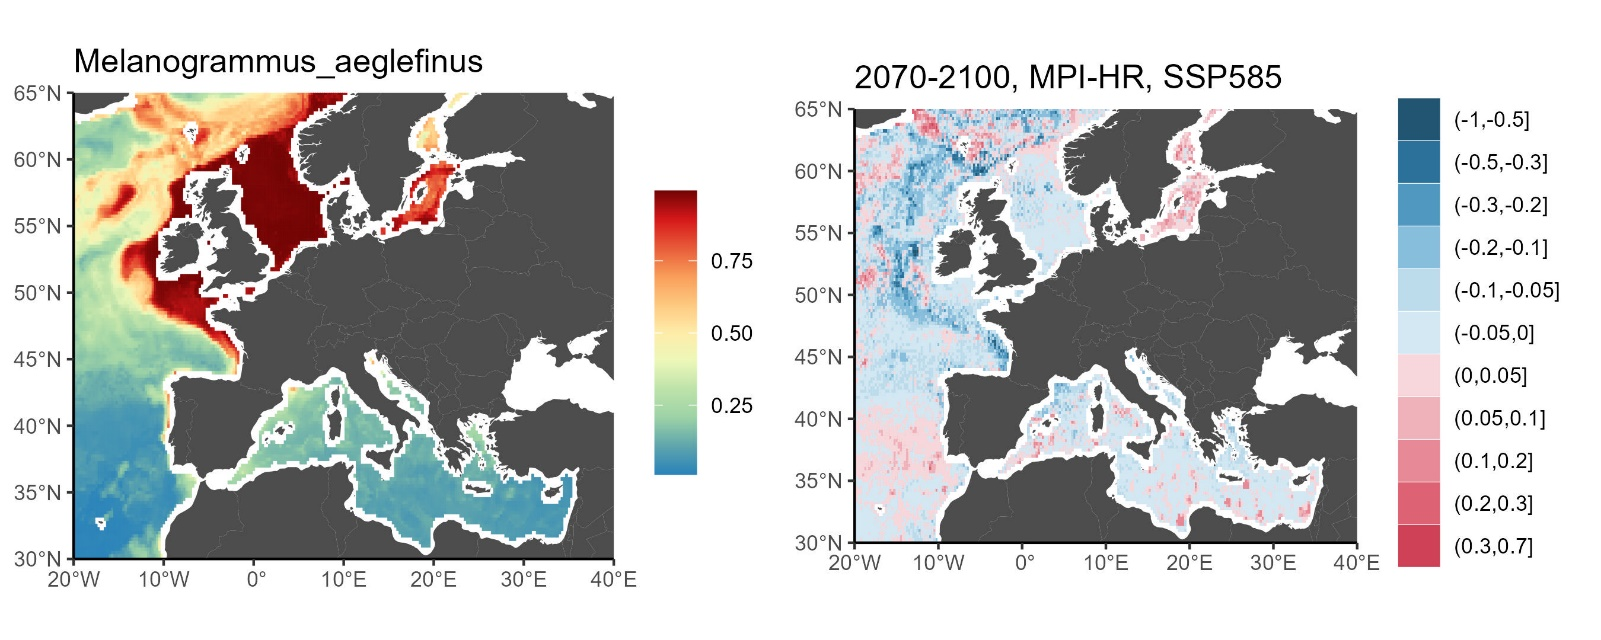 Melanogrammus_aeglefinus
65°N
60°N
55°N
50°N
45°N
40°N
35°N
30°N
20°W 10°W 0° 10°E 20°E 30°E 40°E
0.75
0.50
0.25
2070-2100, MPI-HR, SSP585
65°N
60°N
55°N
50°N
45°N
40°N
35°N
30°N
20°W 10°W 0° 10°E 20°E 30°E 40°E
(-1,-0.5]
(-0.5,-0.3]
(-0.3,-0.2]
(-0.2,-0.1]
(-0.1,-0.05]
(-0.05,0]
(0,0.05]
(0.05,0.1]
(0.1,0.2]
(0.2,0.3]
(0.3,0.7]